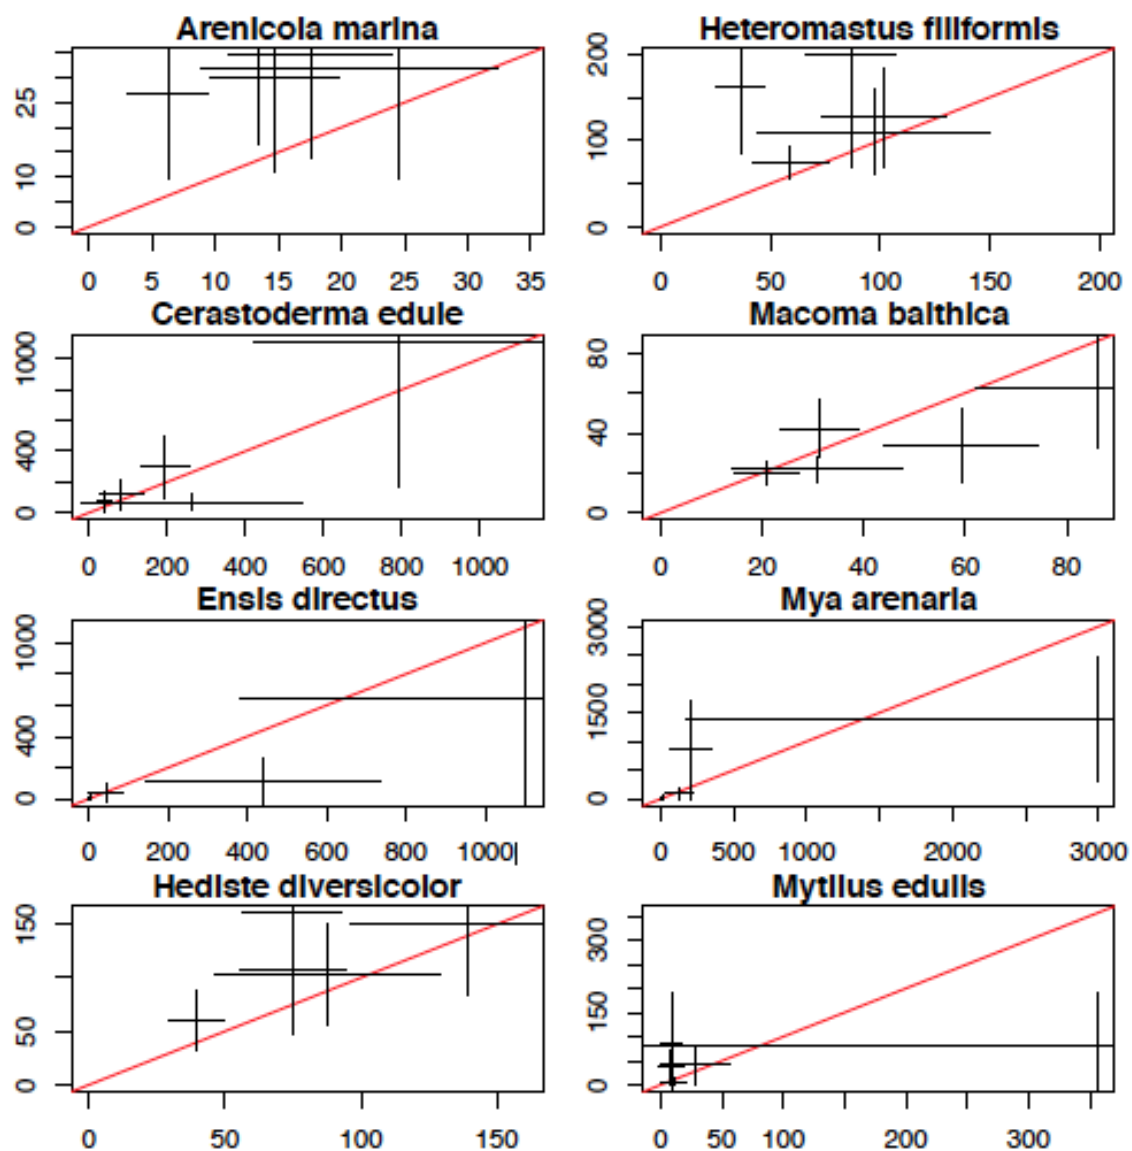 Arenicola marina
Heteromastus filiformis
25
10
0
0 5 10 15 20 25 30 35
200
100
0
0 50 100 150 200
Cerastoderma edule
Macoma balthica
1000
400
0
0 200 400 600 800 1000
80
40
0
0 20 40 60 80
Ensis directus
Mya arenaria
1000
400
0
0 200 400 600 800 1000|
3000
1500
0
0 500 1000 2000 3000
Hediste diversicolor
Mytilus edulis
150
50
0
0 50 100 150
300
150
0
0 50 100 200 300